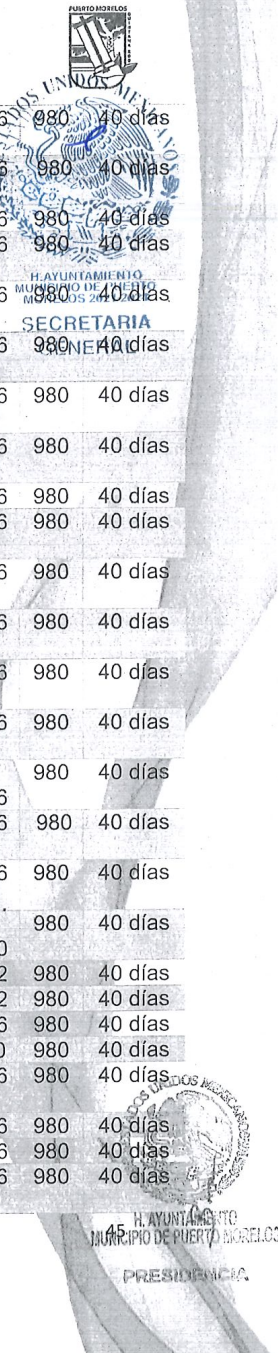 PUERTO MORELOS
QUINTANA ROO
UNIDOS MEXICANOS
6 980 40 días
6 980 40 días
6 980 40 días
6 980 40 días
H. AYUNTAMIENTO
MUNICIPIO DE PUERTO
6 980 40 días
MORELOS
SECRETARIA
GENERAL
6 980 40 días
6 980 40 días
6 980 40 días
6 980 40 días
6 980 40 días
6 980 40 días
6 980 40 días
6 980 40 días
6 980 40 días
980 40 días
6
6 980 40 días
6 980 40 días
980 40 días
0
2 980 40 días
2 980 40 días
6 980 40 días
0 980 40 días
6 980 40 días
UNIDOS MEXICANOS
6 980 40 días
6 980 40 días
6 980 40 días
45
H. AYUNTAMIENTO
MUNICIPIO DE PUERTO MORELOS
PRESIDENCIA